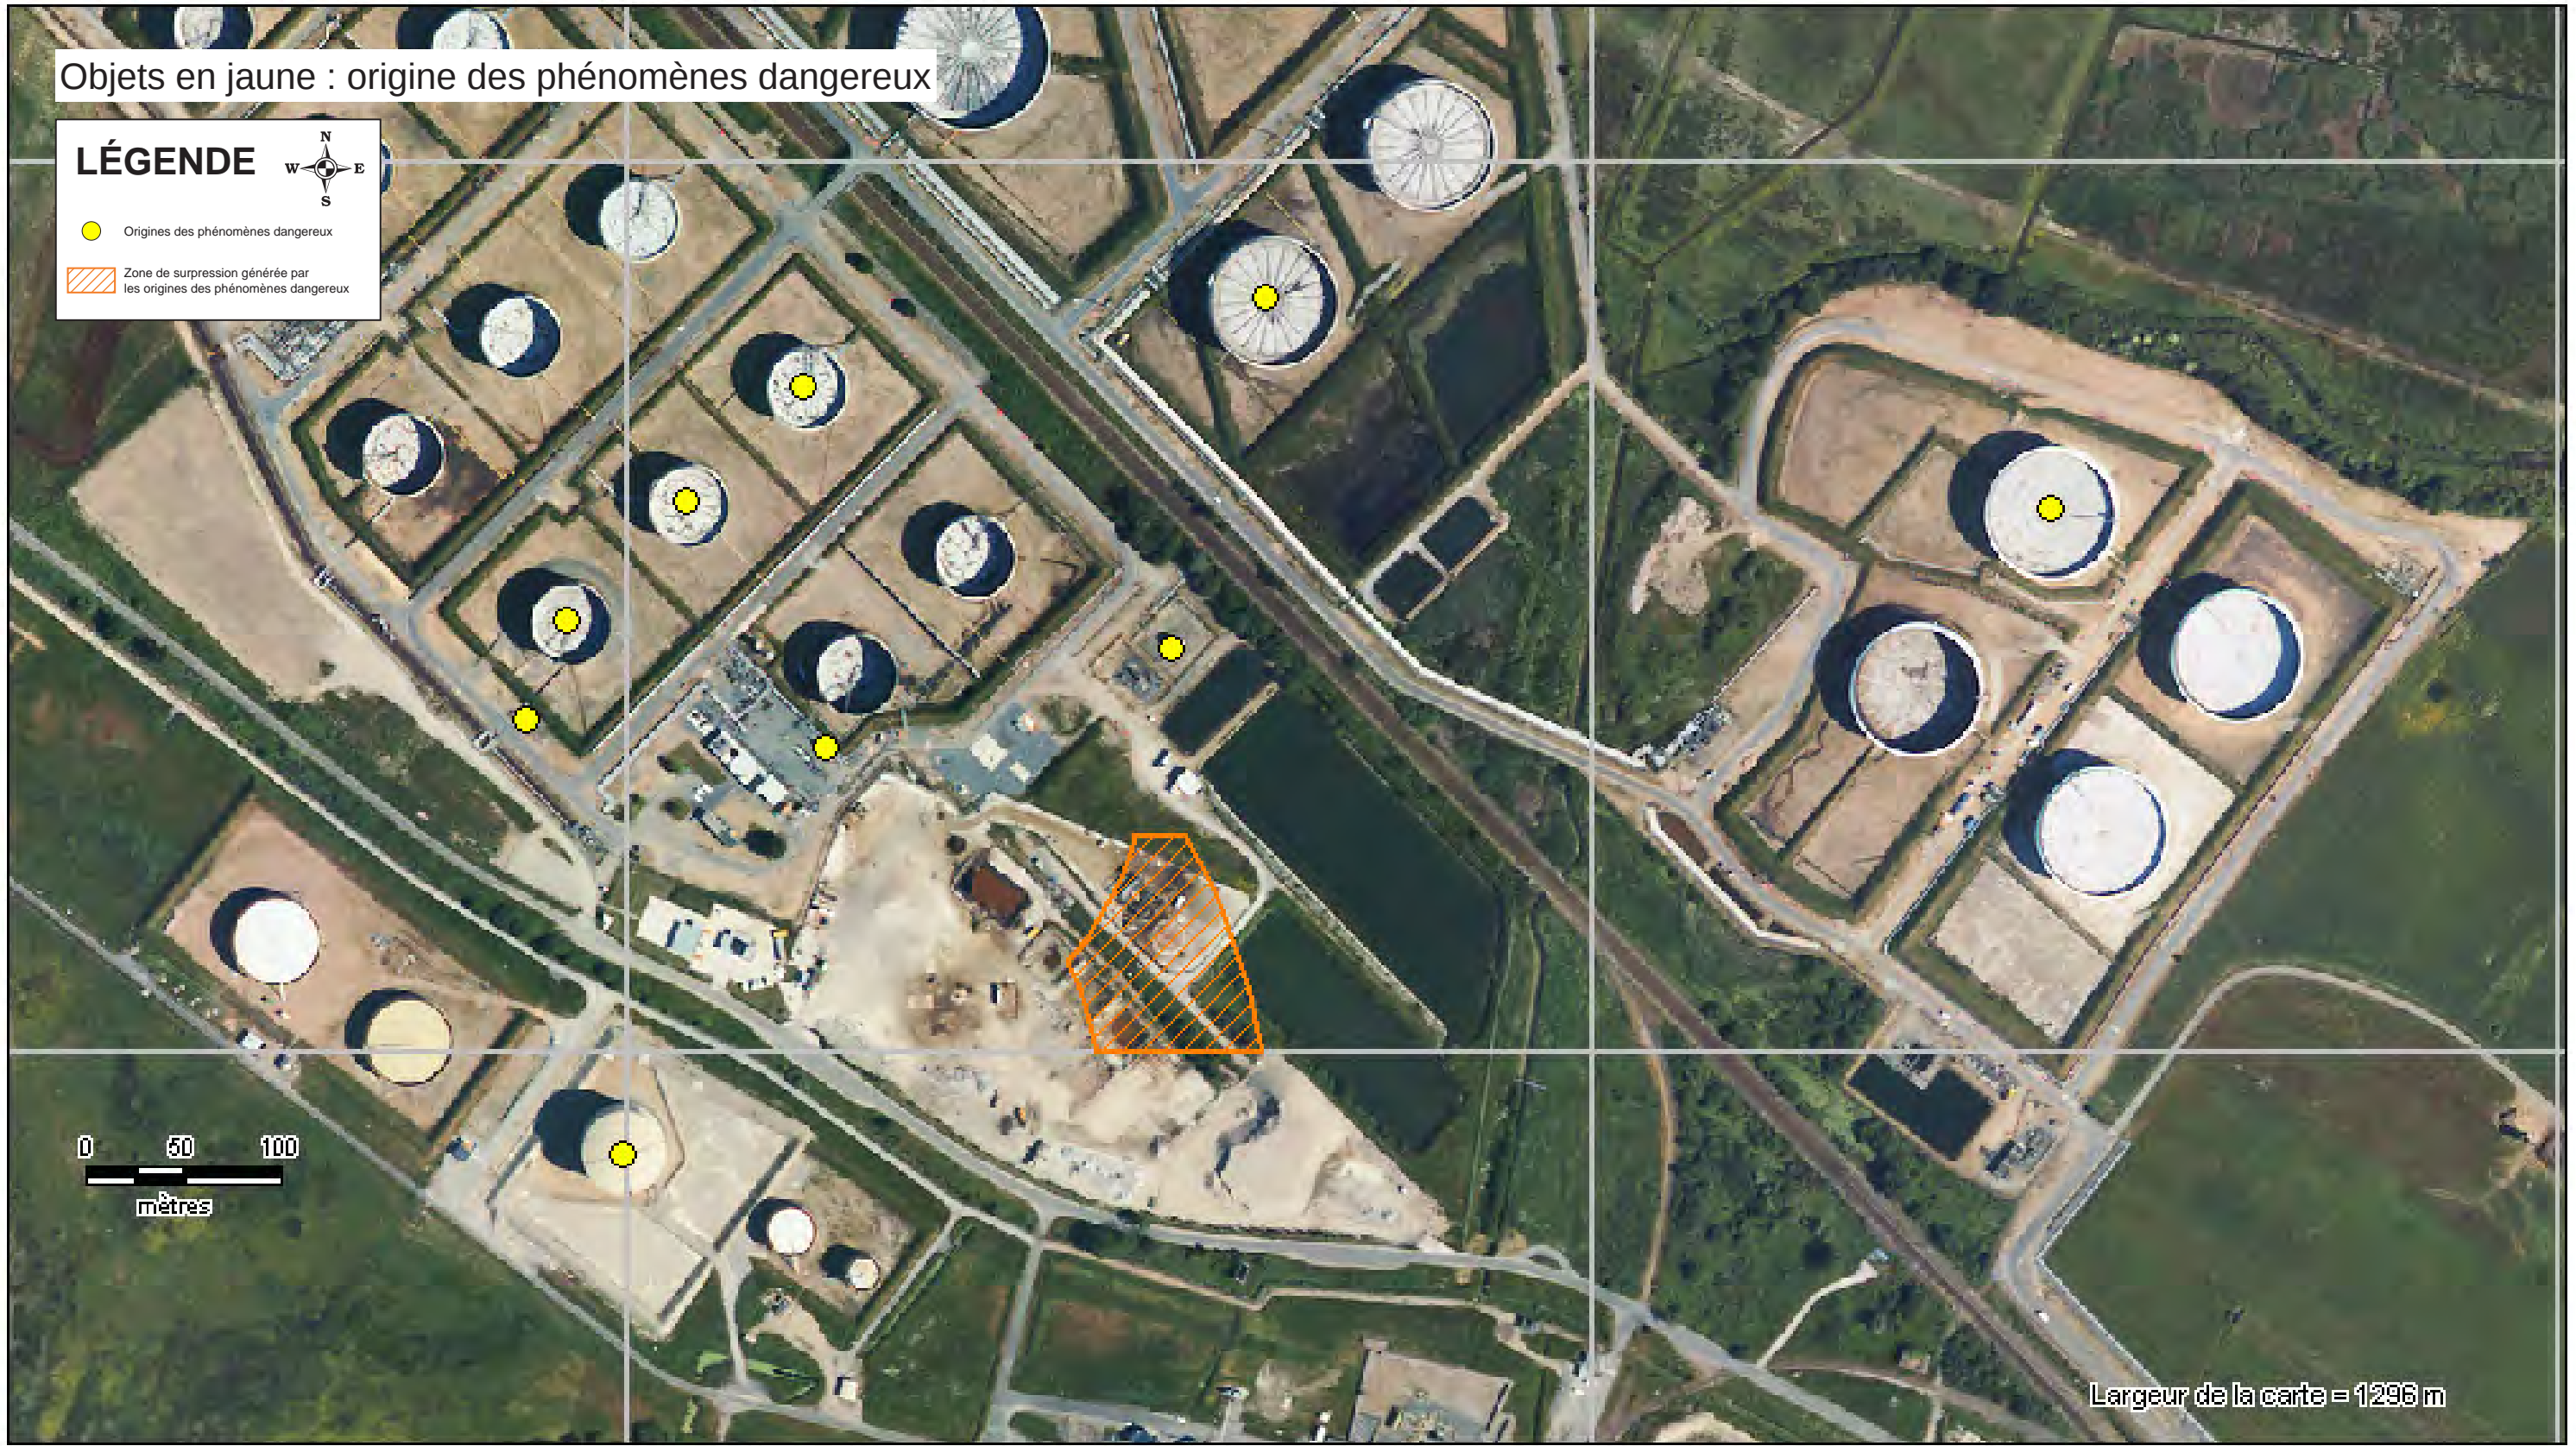 Objets en jaune : origine des phénomènes dangereux
LÉGENDE
N
W E
S
Origines des phénomènes dangereux
Zone de surpression générée par
les origines des phénomènes dangereux
0 50 100
mètres
Largeur de la carte = 1296 m